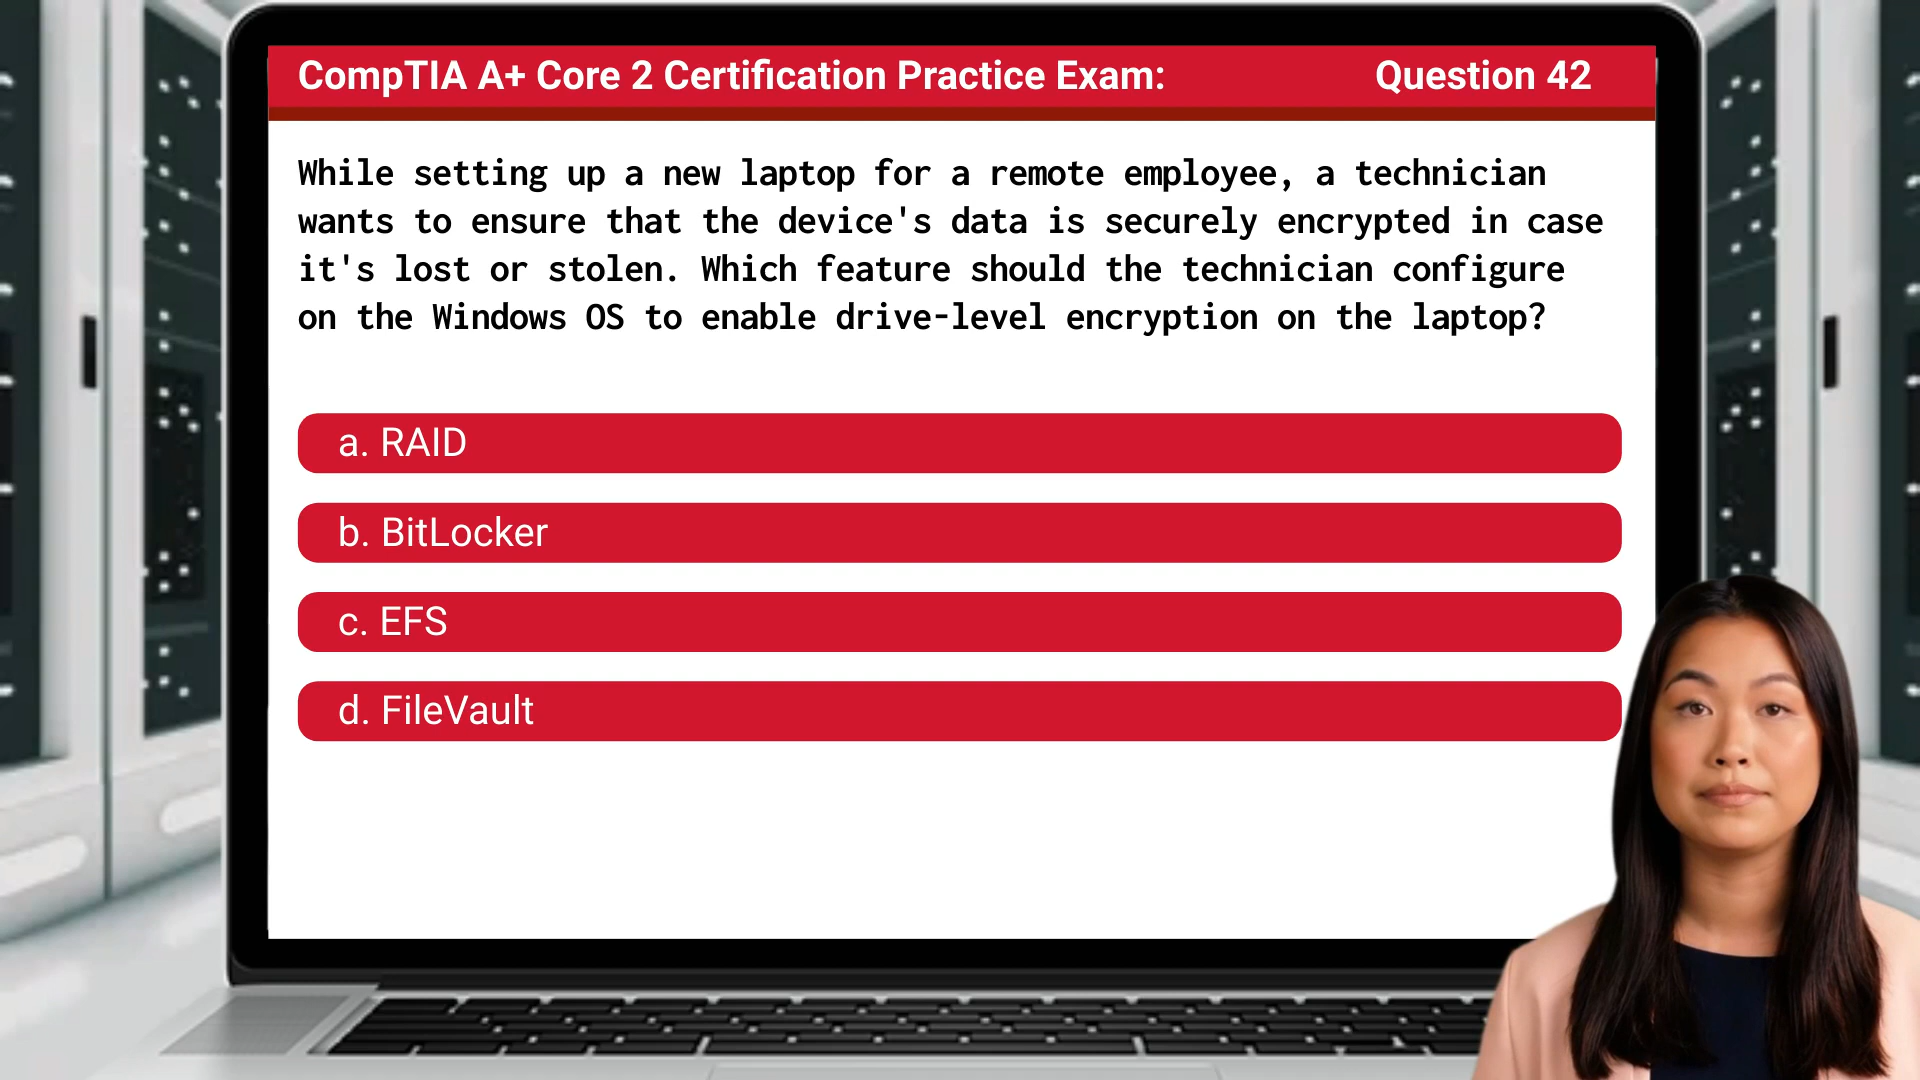 CompTIA A+ Core 2 Certification Practice Exam: Question 42
While setting up a new laptop for a remote employee, a technician
wants to ensure that the device's data is securely encrypted in case
it's lost or stolen. Which feature should the technician configure
on the Windows OS to enable drive-level encryption on the laptop?
a. RAID
b. BitLocker
c. EFS
d. FileVault